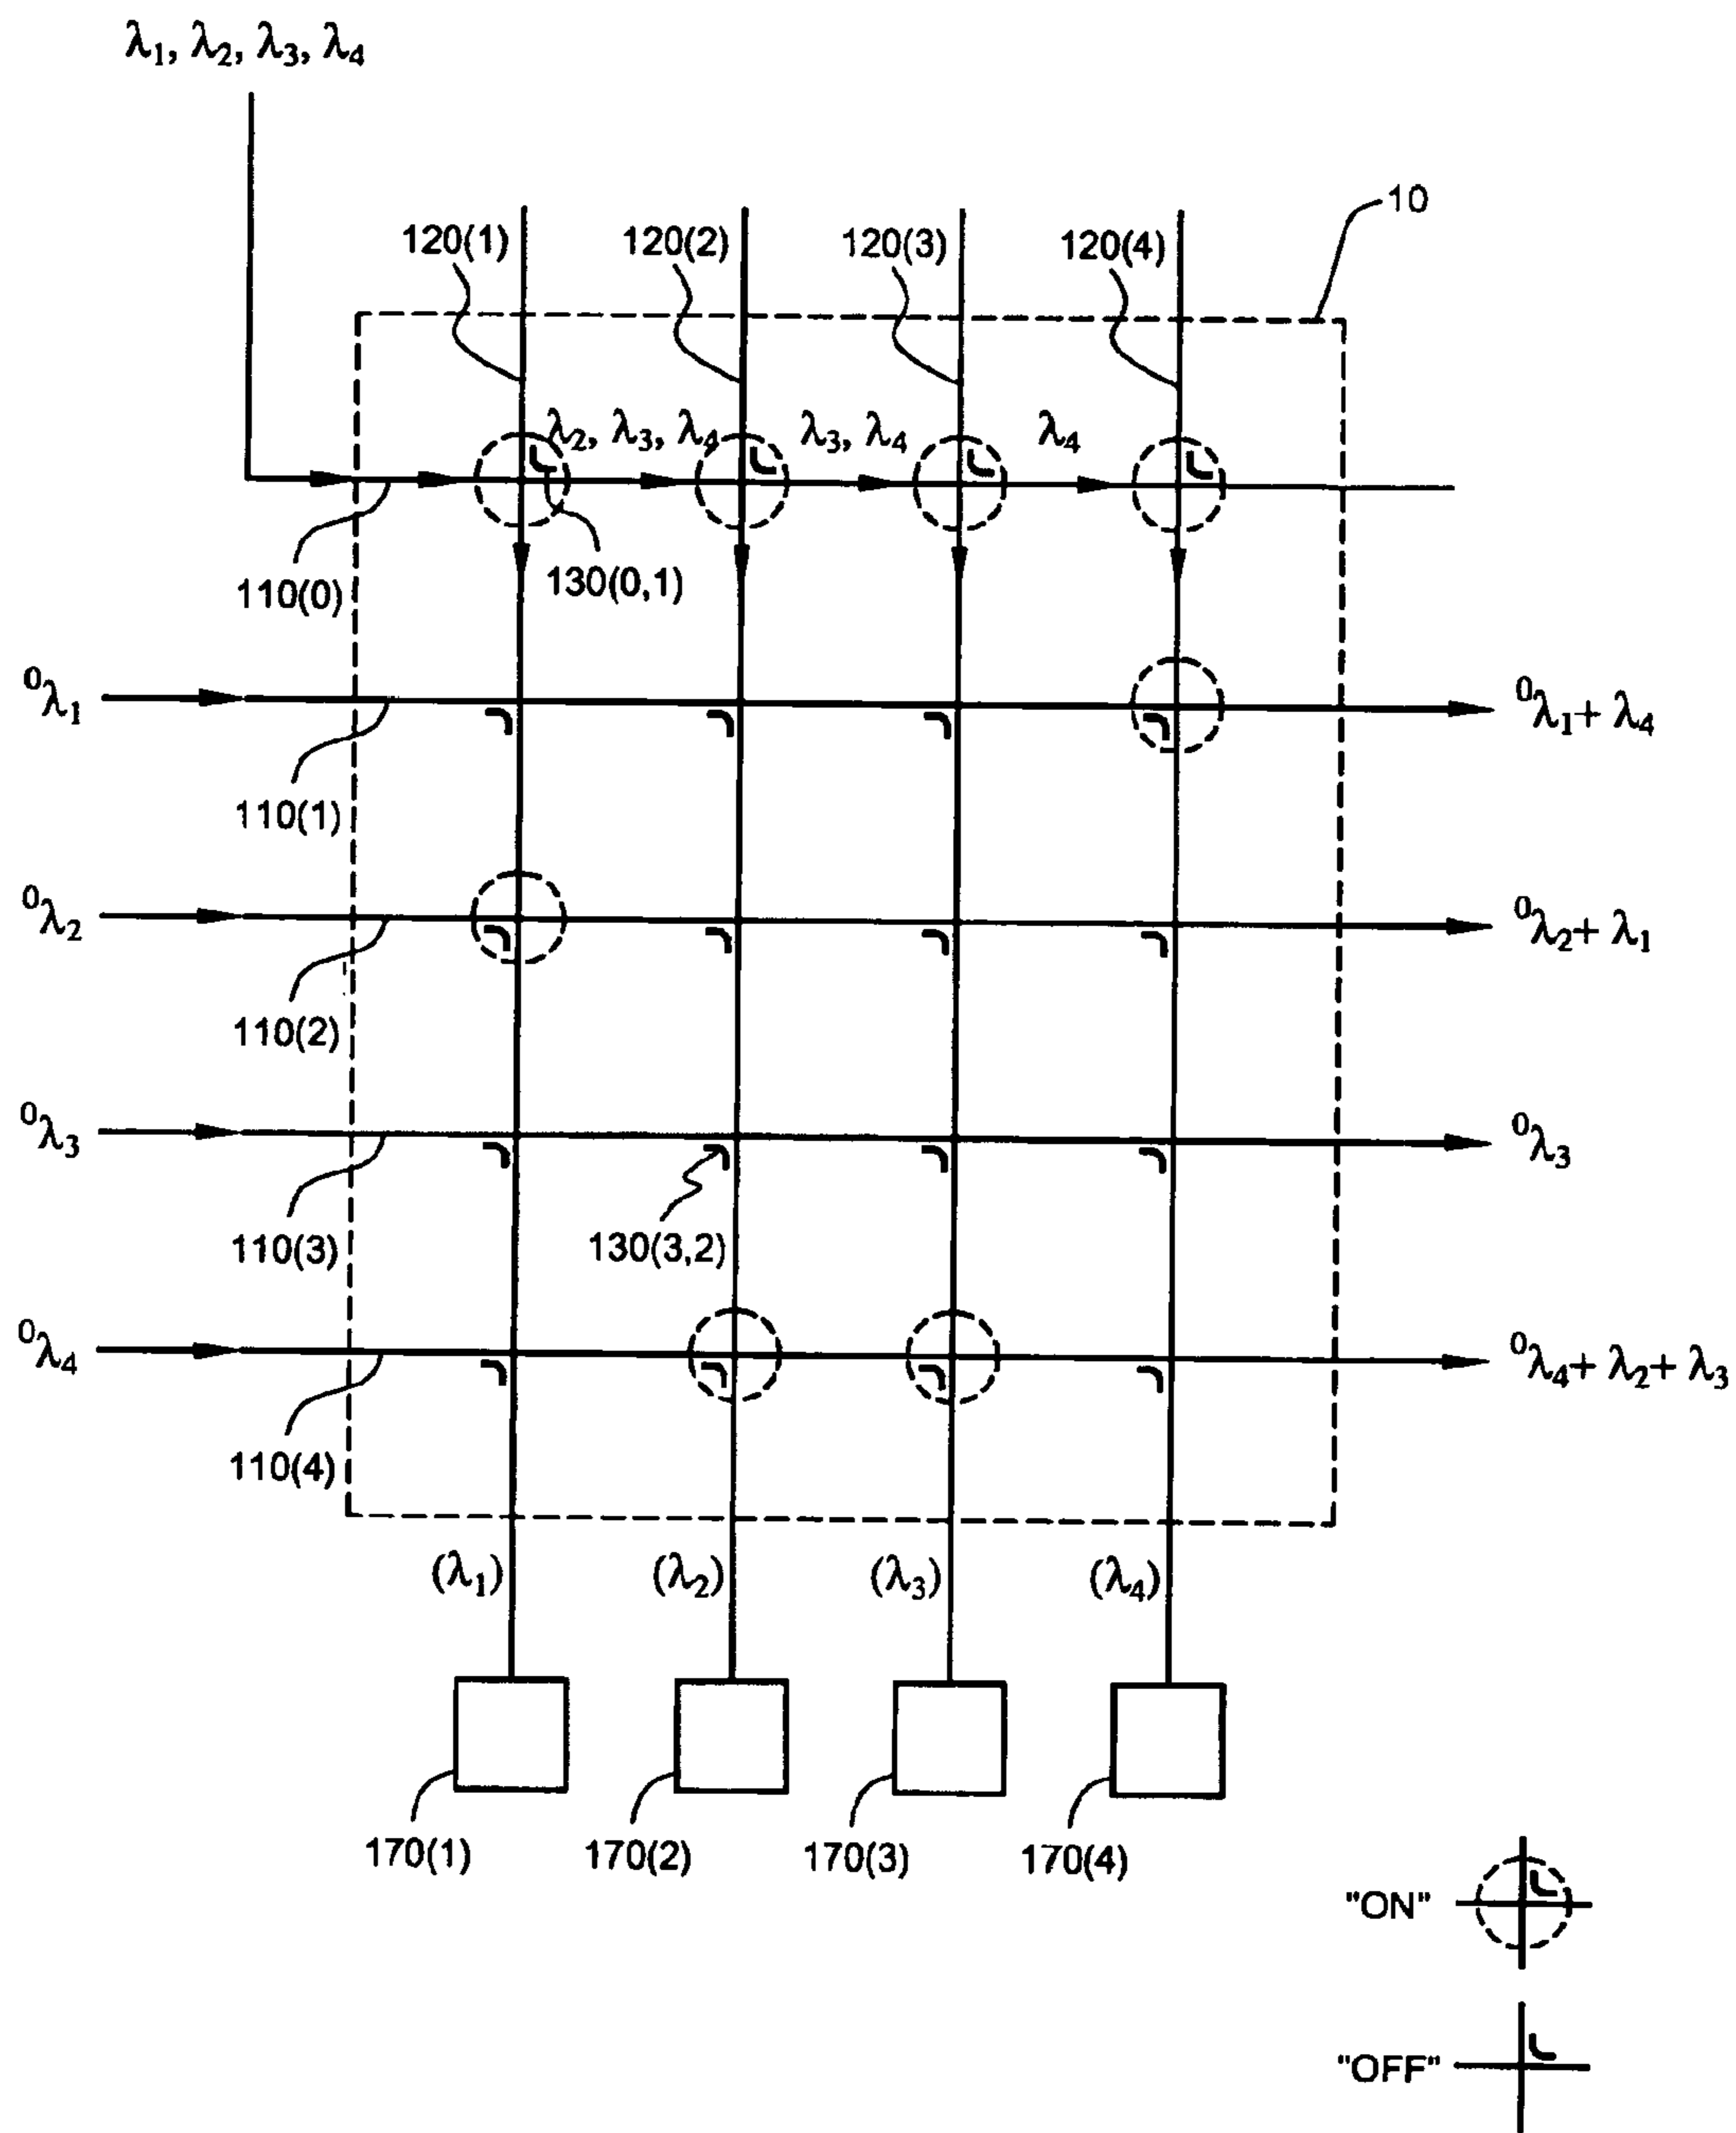 λ₁, λ₂, λ₃, λ₄
10
120(1) 120(2) 120(3) 120(4)
λ₂, λ₃, λ₄ λ₃, λ₄ λ₄
110(0) 130(0,1)
⁰λ₁ ⁰λ₁+ λ₄
110(1)
⁰λ₂ ⁰λ₂+ λ₁
110(2)
⁰λ₃ ⁰λ₃
110(3) 130(3,2)
⁰λ₄ ⁰λ₄+ λ₂+ λ₃
110(4)
(λ₁) (λ₂) (λ₃) (λ₄)
170(1) 170(2) 170(3) 170(4)
"ON"
"OFF"